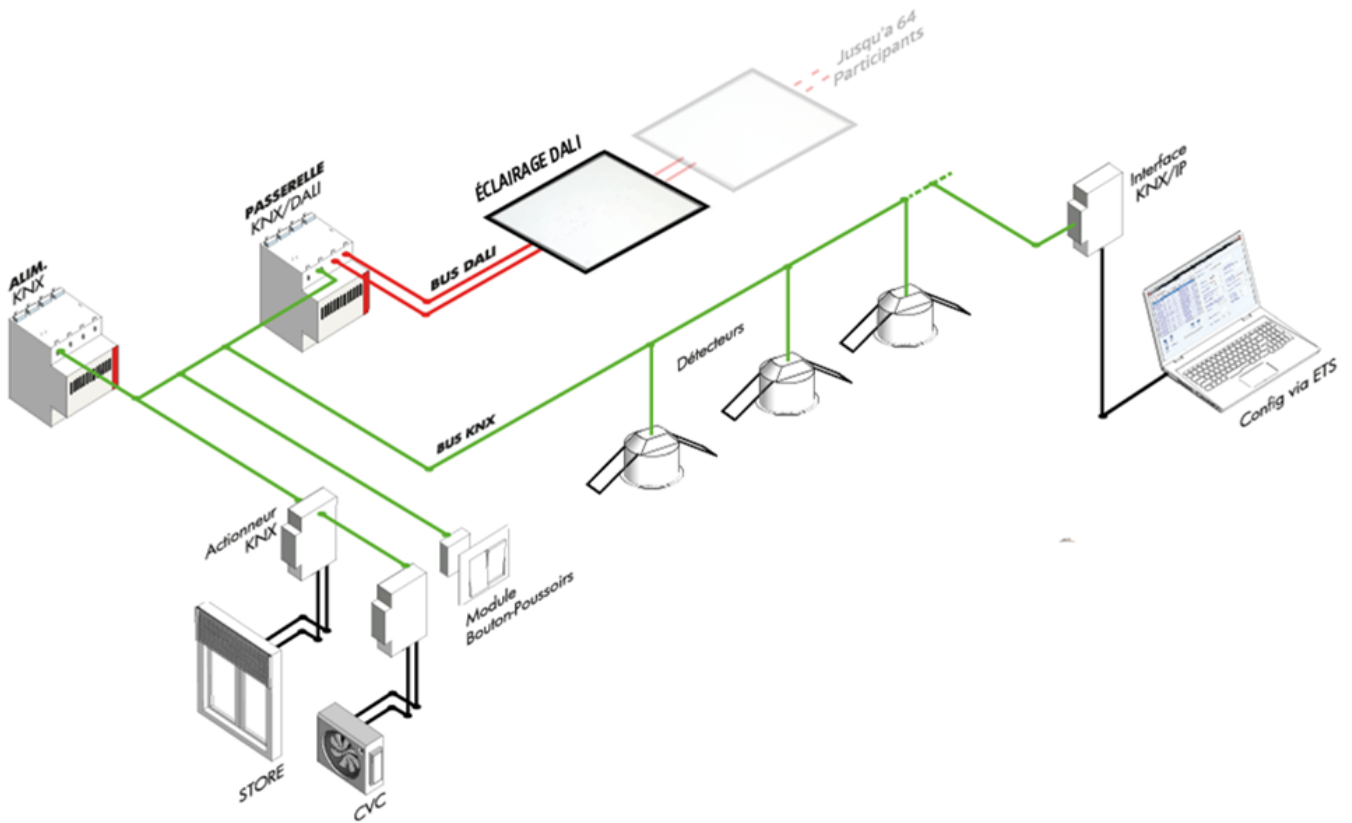 Jusqu'a 64
Participants
ÉCLAIRAGE DALI
PASSERELLE
KNX/DALI
Interface
KNX/IP
BUS DALI
ALIM.
KNX
Détecteurs
Config via ETS
BUS KNX
Actionneur
KNX
Module
Bouton-Poussoirs
STORE
CVC